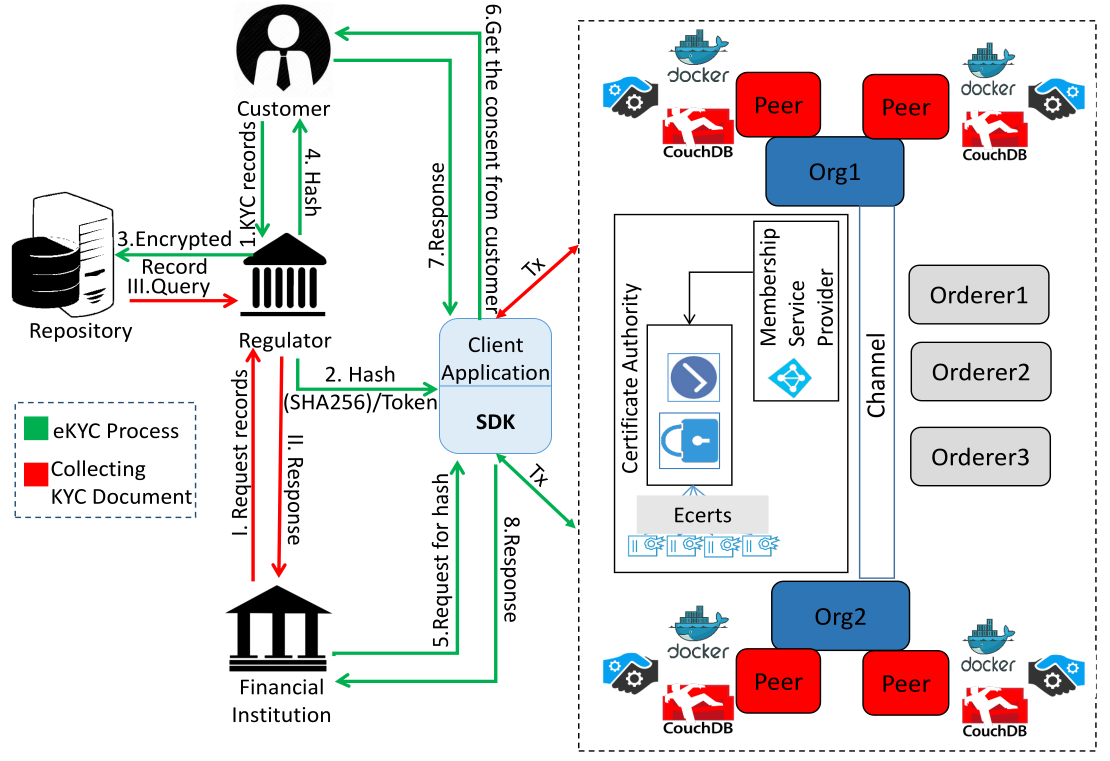 Customer
1.KYC records
4. Hash
3.Encrypted
Record
III.Query
Repository
Regulator
2. Hash
(SHA256)/Token
eKYC Process
Collecting
KYC Document
I. Request records
II. Response
Financial
Institution
6.Get the consent from customer
7.Response
Client
Application
SDK
5.Request for hash
8.Response
Tx
Tx
docker
CouchDB
Peer
Peer
docker
CouchDB
Org1
Certificate Authority
Membership
Service
Provider
Ecerts
Channel
Orderer1
Orderer2
Orderer3
Org2
docker
CouchDB
Peer
Peer
docker
CouchDB